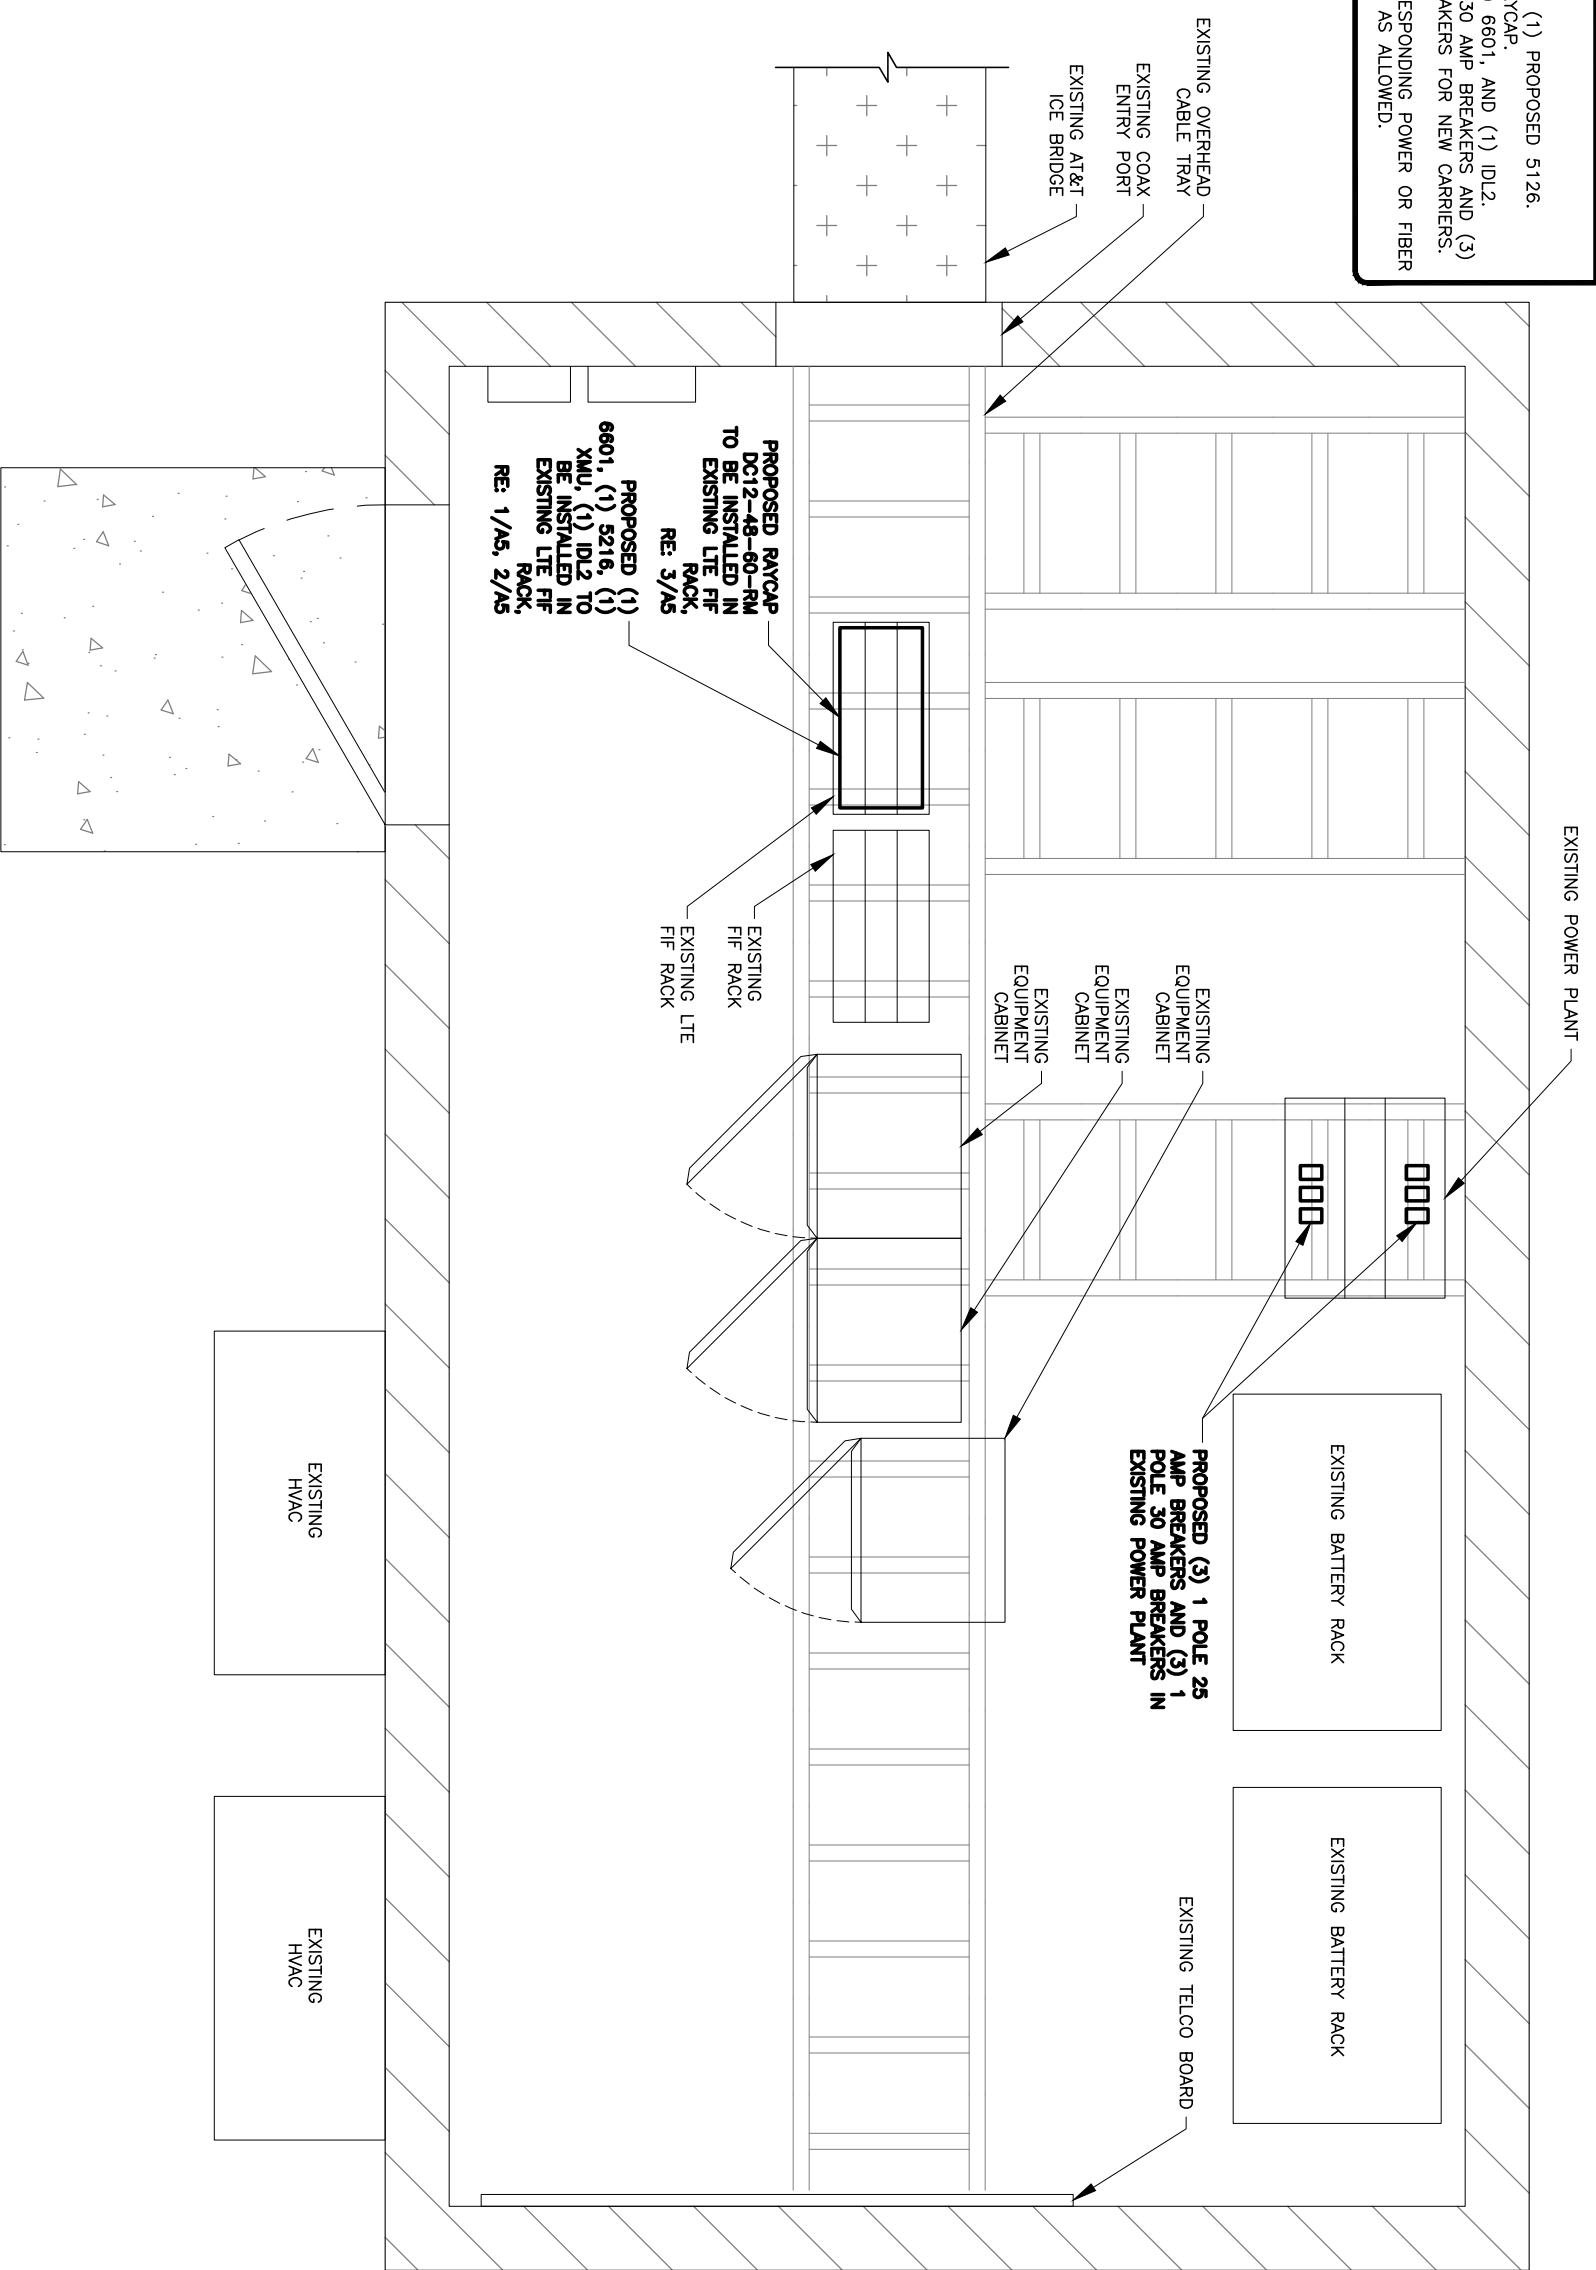 (1) PROPOSED 5126.
YCAP.
6601, AND (1) IDL2.
30 AMP BREAKERS AND (3)
AKERS FOR NEW CARRIERS.
ESPONDING POWER OR FIBER
AS ALLOWED.
EXISTING POWER PLANT
EXISTING OVERHEAD
CABLE TRAY
EXISTING COAX
ENTRY PORT
EXISTING AT&T
ICE BRIDGE
EXISTING
EQUIPMENT
CABINET
EXISTING
EQUIPMENT
CABINET
EXISTING
EQUIPMENT
CABINET
EXISTING BATTERY RACK
EXISTING BATTERY RACK
PROPOSED (3) 1 POLE 25
AMP BREAKERS AND (3) 1
POLE 30 AMP BREAKERS IN
EXISTING POWER PLANT
EXISTING TELCO BOARD
PROPOSED RAYCAP
DC12-48-60-RM
TO BE INSTALLED IN
EXISTING LTE FIF
RACK,
RE: 3/A5
PROPOSED (1)
6601, (1) 5216, (1)
XMU, (1) IDL2 TO
BE INSTALLED IN
EXISTING LTE FIF
RACK,
RE: 1/A5, 2/A5
EXISTING
FIF RACK
EXISTING LTE
FIF RACK
EXISTING
HVAC
EXISTING
HVAC